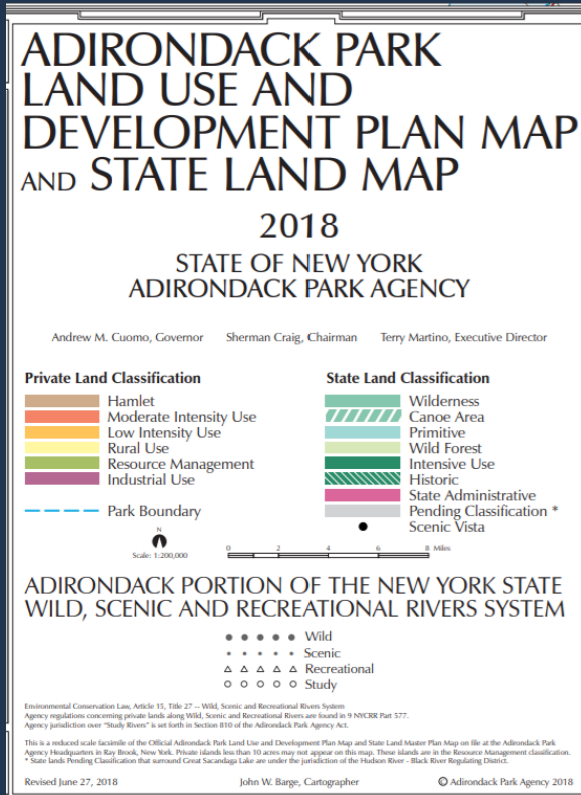 ADIRONDACK PARK
LAND USE AND
DEVELOPMENT PLAN MAP
AND STATE LAND MAP
2018
STATE OF NEW YORK
ADIRONDACK PARK AGENCY
Andrew M. Cuomo, Governor Sherman Craig, Chairman Terry Martino, Executive Director
Private Land Classification
Hamlet
Moderate Intensity Use
Low Intensity Use
Rural Use
Resource Management
Industrial Use
Park Boundary
State Land Classification
Wilderness
Canoe Area
Primitive
Wild Forest
Intensive Use
Historic
State Administrative
Pending Classification *
Scenic Vista
N
Scale: 1:200,000
0 2 4 6 8 Miles
ADIRONDACK PORTION OF THE NEW YORK STATE
WILD, SCENIC AND RECREATIONAL RIVERS SYSTEM
Wild
Scenic
Recreational
Study
Environmental Conservation Law, Article 15, Title 27 -- Wild, Scenic and Recreational Rivers System
Agency regulations concerning private lands along Wild, Scenic and Recreational Rivers are found in 9 NYCRR Part 577.
Agency jurisdiction over "Study Rivers" is set forth in Section 810 of the Adirondack Park Agency Act.
This is a reduced scale facsimile of the Official Adirondack Park Land Use and Development Plan Map and State Land Master Plan Map on file at the Adirondack Park
Agency Headquarters in Ray Brook, New York. Private islands less than 10 acres may not appear on this map. These islands are in the Resource Management classification.
* State lands Pending Classification that surround Great Sacandaga Lake are under the jurisdiction of the Hudson River - Black River Regulating District.
Revised June 27, 2018 John W. Barge, Cartographer © Adirondack Park Agency 2018